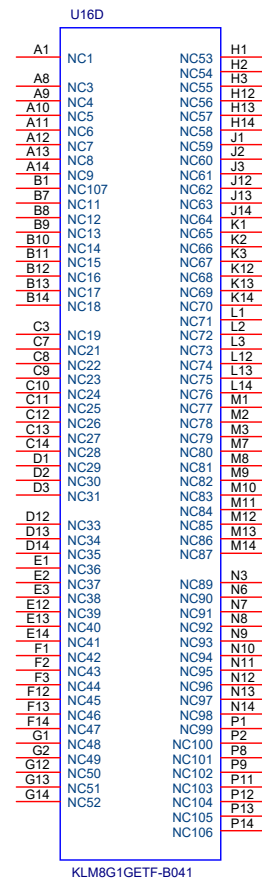 U16D
A1 NC1
A8 NC3
A9 NC4
A10 NC5
A11 NC6
A12 NC7
A13 NC8
A14 NC9
B1 NC107
B7 NC11
B8 NC12
B9 NC13
B10 NC14
B11 NC15
B12 NC16
B13 NC17
B14 NC18
C3 NC19
C7 NC21
C8 NC22
C9 NC23
C10 NC24
C11 NC25
C12 NC26
C13 NC27
C14 NC28
D1 NC29
D2 NC30
D3 NC31
D12 NC33
D13 NC34
D14 NC35
E1 NC36
E2 NC37
E3 NC38
E12 NC39
E13 NC40
E14 NC41
F1 NC42
F2 NC43
F3 NC44
F12 NC45
F13 NC46
F14 NC47
G1 NC48
G2 NC49
G12 NC50
G13 NC51
G14 NC52
NC53 H1
NC54 H2
NC55 H3
NC56 H12
NC57 H13
NC58 H14
NC59 J1
NC60 J2
NC61 J3
NC62 J12
NC63 J13
NC64 J14
NC65 K1
NC66 K2
NC67 K3
NC68 K12
NC69 K13
NC70 K14
NC71 L1
NC72 L2
NC73 L3
NC74 L12
NC75 L13
NC76 L14
NC77 M1
NC78 M2
NC79 M3
NC80 M7
NC81 M8
NC82 M9
NC83 M10
NC84 M11
NC85 M12
NC86 M13
NC87 M14
NC89 N3
NC90 N6
NC91 N7
NC92 N8
NC93 N9
NC94 N10
NC95 N11
NC96 N12
NC97 N13
NC98 N14
NC99 P1
NC100 P2
NC101 P8
NC102 P9
NC103 P11
NC104 P12
NC105 P13
NC106 P14
KLM8G1GETF-B041